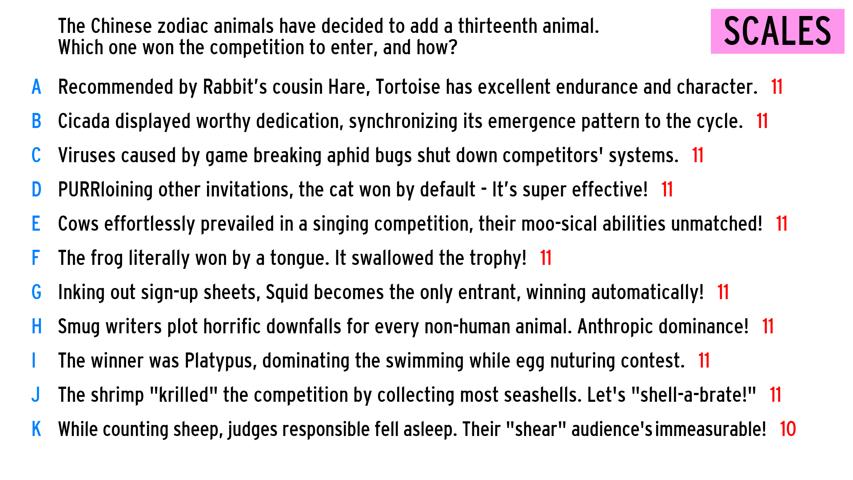 The Chinese zodiac animals have decided to add a thirteenth animal.
Which one won the competition to enter, and how?
SCALES
A Recommended by Rabbit's cousin Hare, Tortoise has excellent endurance and character. 11
B Cicada displayed worthy dedication, synchronizing its emergence pattern to the cycle. 11
C Viruses caused by game breaking aphid bugs shut down competitors' systems. 11
D PURRloining other invitations, the cat won by default - It's super effective! 11
E Cows effortlessly prevailed in a singing competition, their moo-sical abilities unmatched! 11
F The frog literally won by a tongue. It swallowed the trophy! 11
G Inking out sign-up sheets, Squid becomes the only entrant, winning automatically! 11
H Smug writers plot horrific downfalls for every non-human animal. Anthropic dominance! 11
I The winner was Platypus, dominating the swimming while egg nuturing contest. 11
J The shrimp "krilled" the competition by collecting most seashells. Let's "shell-a-brate!" 11
K While counting sheep, judges responsible fell asleep. Their "shear" audience's immeasurable! 10